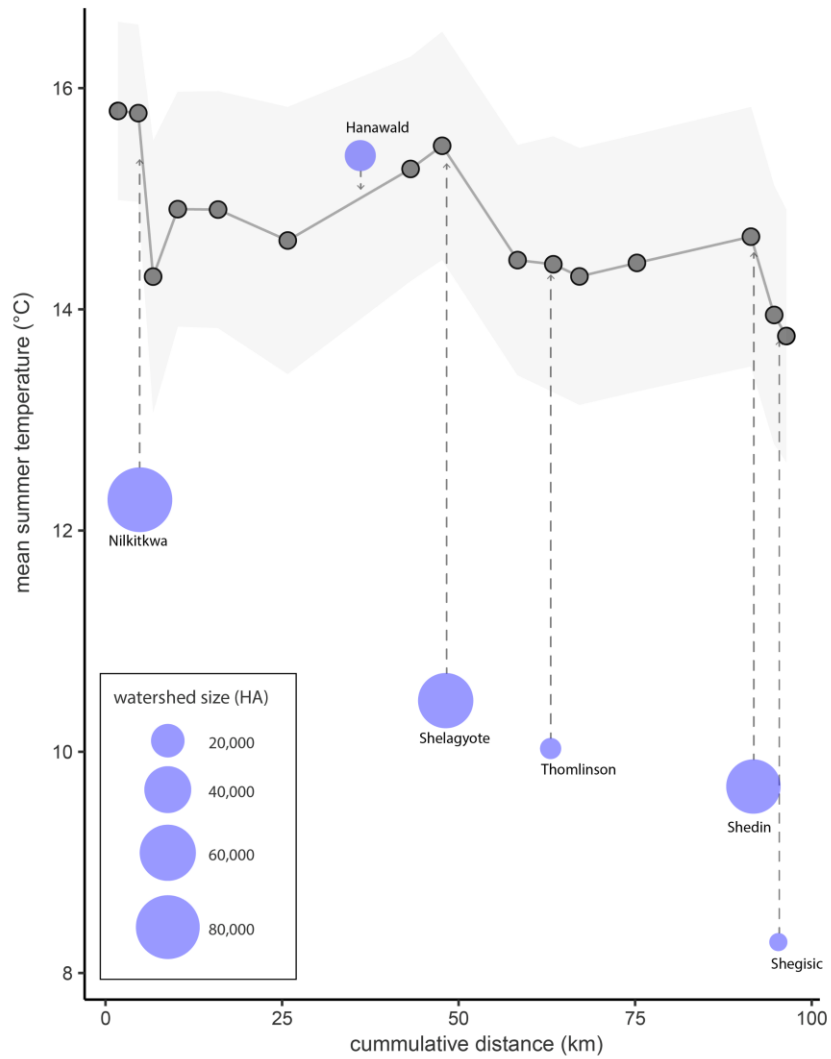 16
Hanawald
14
mean summer temperature (°C)
12
Nilkitkwa
watershed size (HA)
20,000
40,000
60,000
80,000
Shelagyote
10
Thomlinson
Shedin
Shegisic
8
0
25
50
75
100
cummulative distance (km)